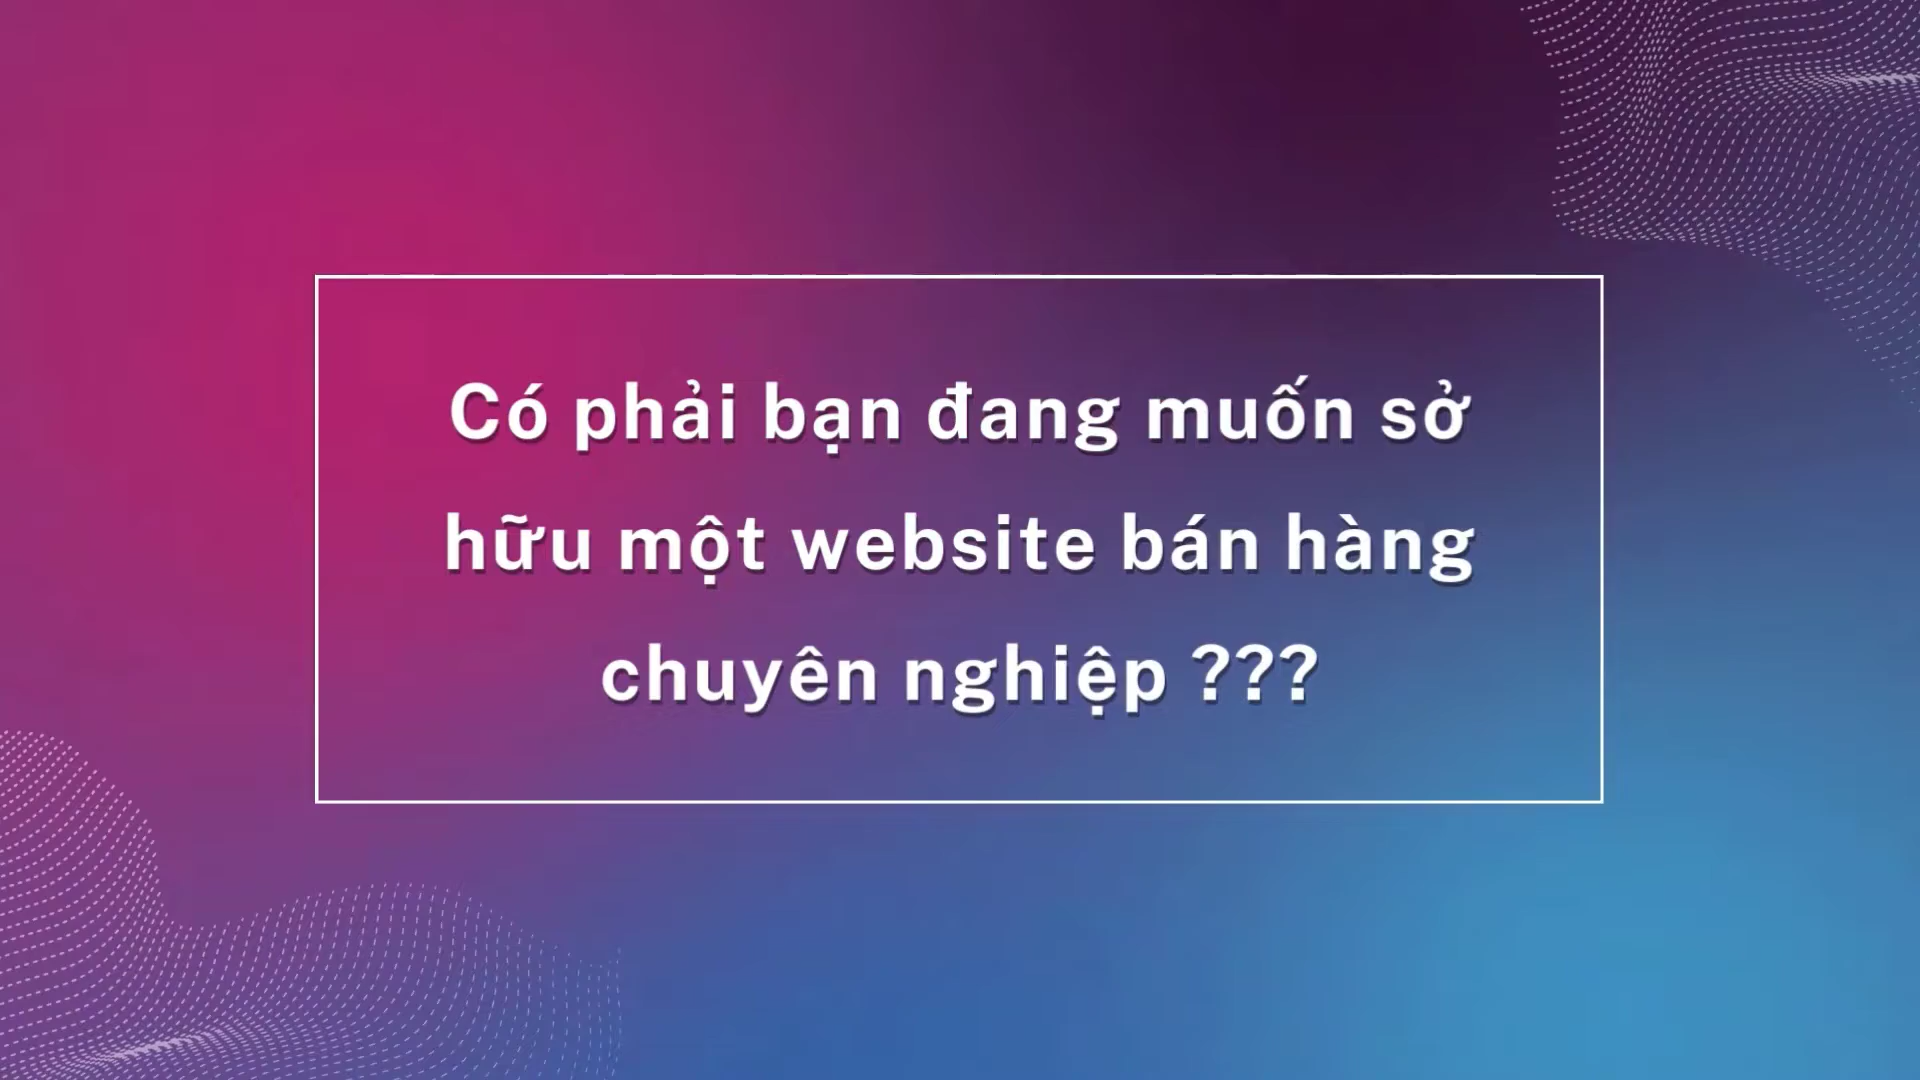 Có phải bạn đang muốn sở
hữu một website bán hàng
chuyên nghiệp ???